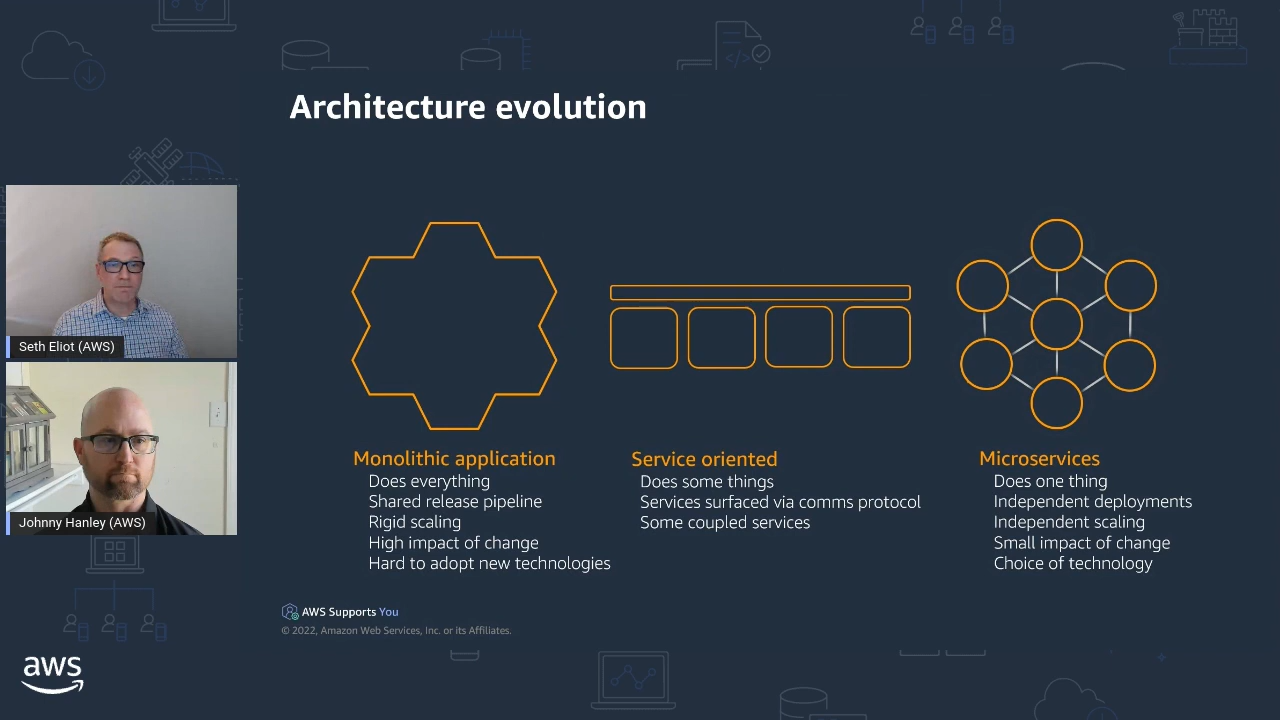 Architecture evolution
Seth Eliot (AWS)
Johnny Hanley (AWS)
Monolithic application
Does everything
Shared release pipeline
Rigid scaling
High impact of change
Hard to adopt new technologies
Service oriented
Does some things
Services surfaced via comms protocol
Some coupled services
Microservices
Does one thing
Independent deployments
Independent scaling
Small impact of change
Choice of technology
AWS Supports You
© 2022, Amazon Web Services, Inc. or its Affiliates.
aws